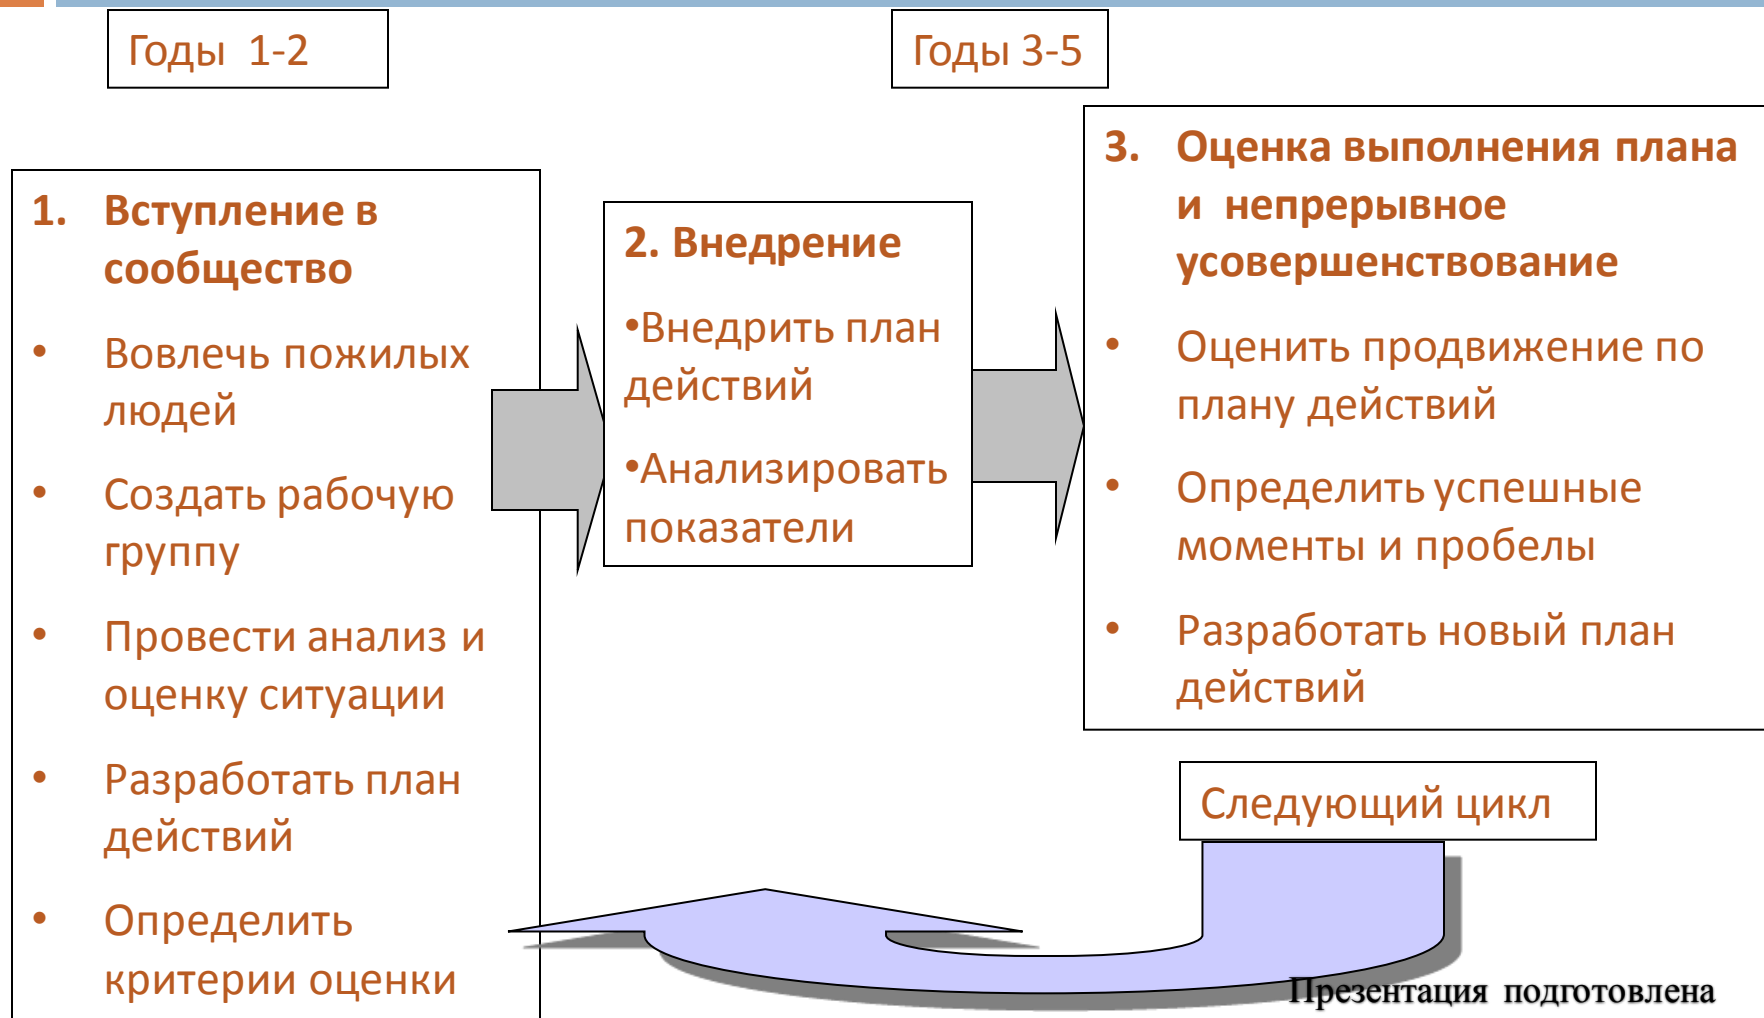 Годы 1-2
Годы 3-5
1. Вступление в
сообщество
• Вовлечь пожилых
людей
• Создать рабочую
группу
• Провести анализ и
оценку ситуации
• Разработать план
действий
• Определить
критерии оценки
2. Внедрение
•Внедрить план
действий
•Анализировать
показатели
3. Оценка выполнения плана
и непрерывное
усовершенствование
• Оценить продвижение по
плану действий
• Определить успешные
моменты и пробелы
• Разработать новый план
действий
Следующий цикл
Презентация подготовлена